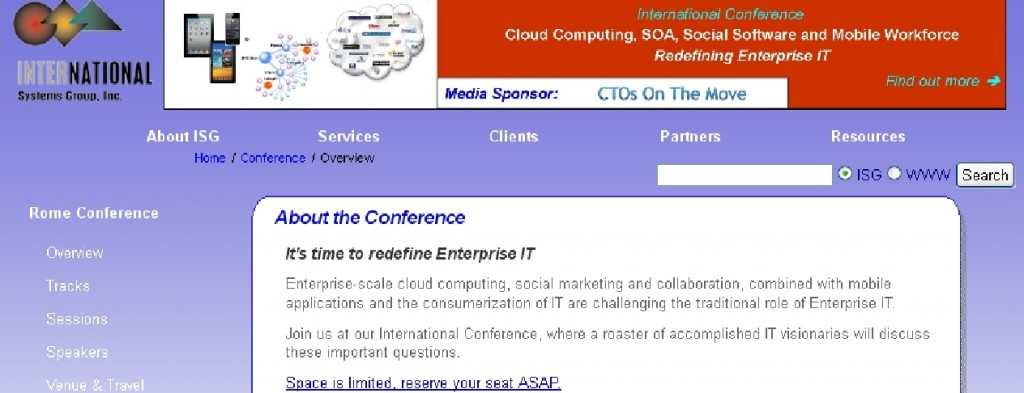 International Conference
Cloud Computing, SOA, Social Software and Mobile Workforce
Redefining Enterprise IT
Find out more
INTERNATIONAL
Systems Group, Inc.
Media Sponsor: CTOs On The Move
About ISG Services Clients Partners Resources
Home / Conference / Overview
ISG WWW Search
Rome Conference
Overview
Tracks
Sessions
Speakers
Venue & Travel
About the Conference
It's time to redefine Enterprise IT
Enterprise-scale cloud computing, social marketing and collaboration, combined with mobile
applications and the consumerization of IT are challenging the traditional role of Enterprise IT.
Join us at our International Conference, where a roaster of accomplished IT visionaries will discuss
these important questions.
Space is limited, reserve your seat ASAP.